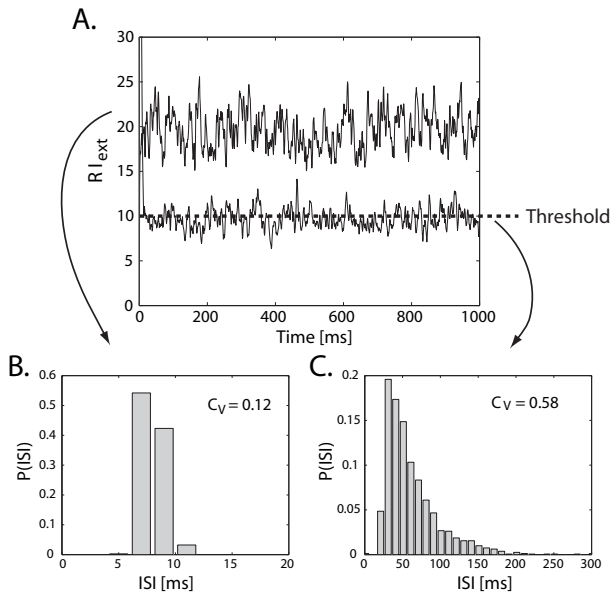 A.
30
25
20
15
10
5
0
R I_ext
Threshold
0 200 400 600 800 1000
Time [ms]
B.
0.6
0.5
0.4
0.3
0.2
0.1
0
P(ISI)
C_V = 0.12
0 5 10 15 20
ISI [ms]
C.
0.2
0.15
0.1
0.05
0
P(ISI)
C_V = 0.58
0 50 100 150 200 250 300
ISI [ms]